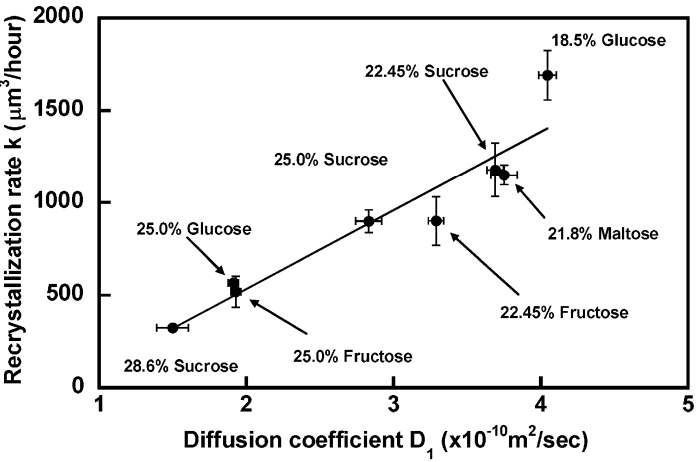 Recrystallization rate k (μm³/hour)
2000
1500
1000
500
0
18.5% Glucose
22.45% Sucrose
25.0% Sucrose
25.0% Glucose
21.8% Maltose
22.45% Fructose
25.0% Fructose
28.6% Sucrose
1
2
3
4
5
Diffusion coefficient D₁ (x10⁻¹⁰m²/sec)